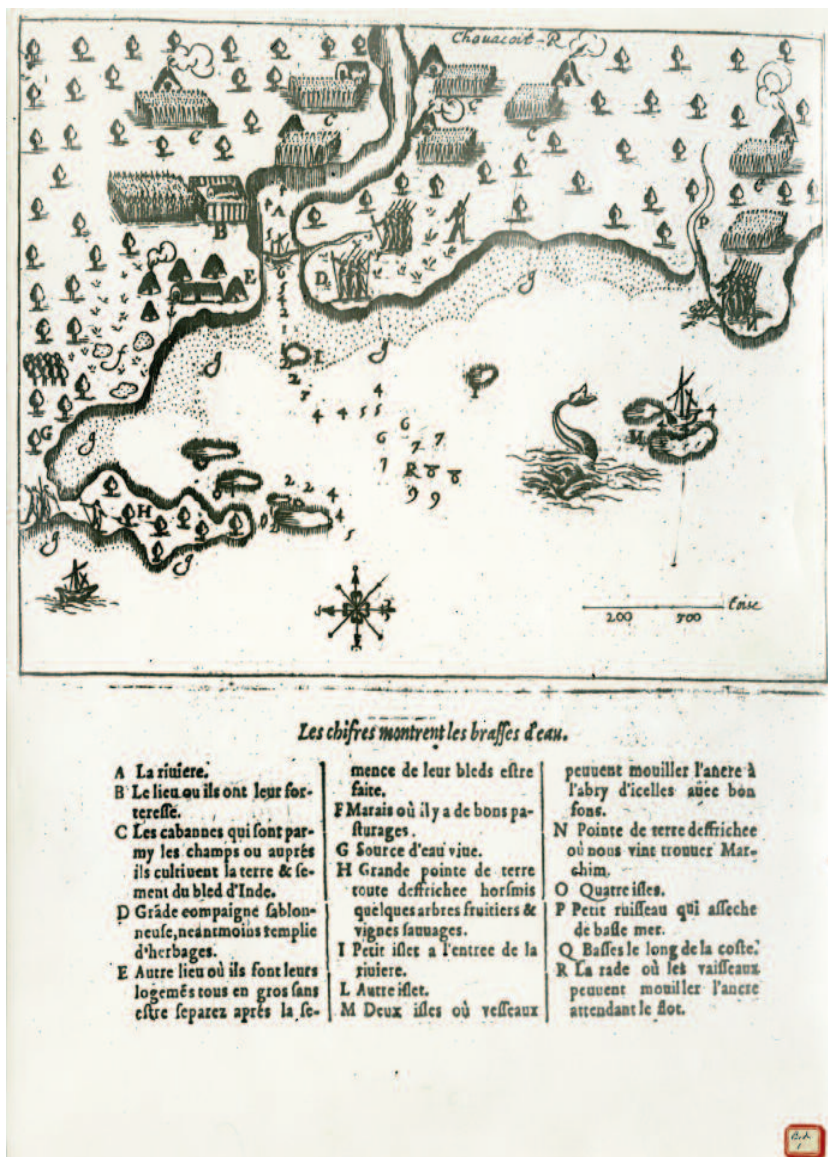 Chouacoit-R
C
C
C
C
C
C
A
B
P
E
D
I
G
H
M
R
200 300 toise
Les chifres montrent les brasses d'eau.
A La riuiere.
B Le lieu ou ils ont leur for-
teresse.
C Les cabannes qui sont par-
my les champs ou auprés
ils cultiuent la terre & se-
ment du bled d'Inde.
D Grãde compaigne sablon-
neuse, neantmoins templie
d'herbages.
E Autre lieu où ils font leurs
logemẽs tous en gros sans
estre separez aprés la se-
mence de leur bleds estre
faite.
F Marais où il y a de bons pa-
sturages.
G Source d'eau viue.
H Grande pointe de terre
toute deffrichee horsmis
quelques arbres fruitiers &
vignes sauuages.
I Petit islet a l'entree de la
riuiere.
L Autre islet.
M Deux isles où vesseaux
peuuent mouiller l'ancre à
l'abry d'icelles auec bon
fons.
N Pointe de terre deffrichee
où nous vint trouuer Mar-
chim.
O Quatre isles.
P Petit ruisseau qui asseche
de basse mer.
Q Basses le long de la coste.
R La rade où les vaisseaux
peuuent mouiller l'ancre
attendant le flot.